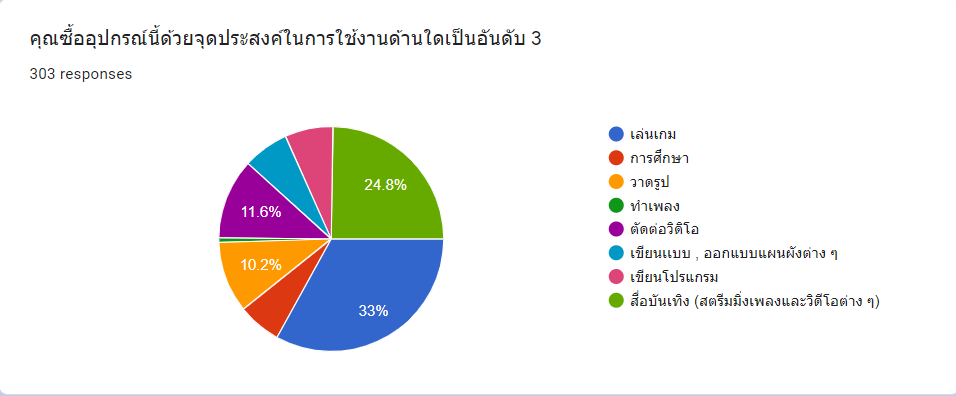 คุณซื้ออุปกรณ์นี้ด้วยจุดประสงค์ในการใช้งานด้านใดเป็นอันดับ 3
303 responses
24.8%
11.6%
10.2%
33%
เล่นเกม
การศึกษา
วาดรูป
ทำเพลง
ตัดต่อวิดิโอ
เขียนแบบ , ออกแบบแผนผังต่าง ๆ
เขียนโปรแกรม
สื่อบันเทิง (สตรีมมิ่งเพลงและวิดีโอต่าง ๆ)